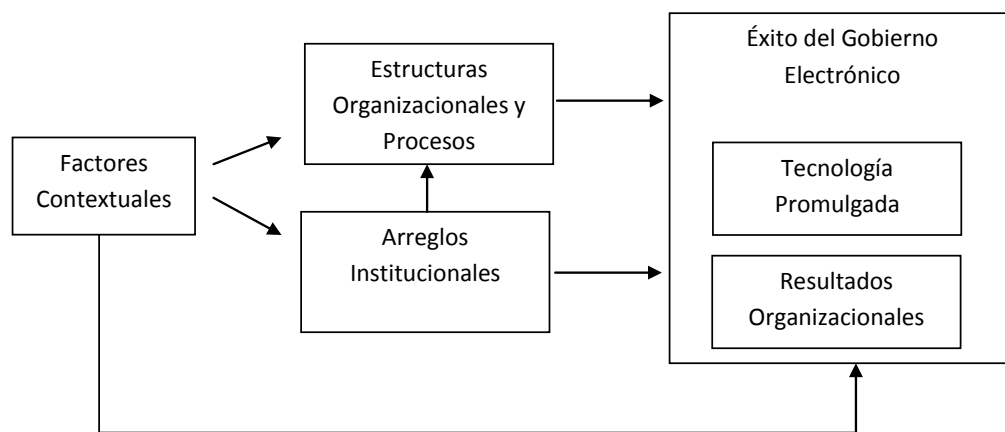 Factores
Contextuales
Estructuras
Organizacionales y
Procesos
Arreglos
Institucionales
Éxito del Gobierno
Electrónico
Tecnología
Promulgada
Resultados
Organizacionales